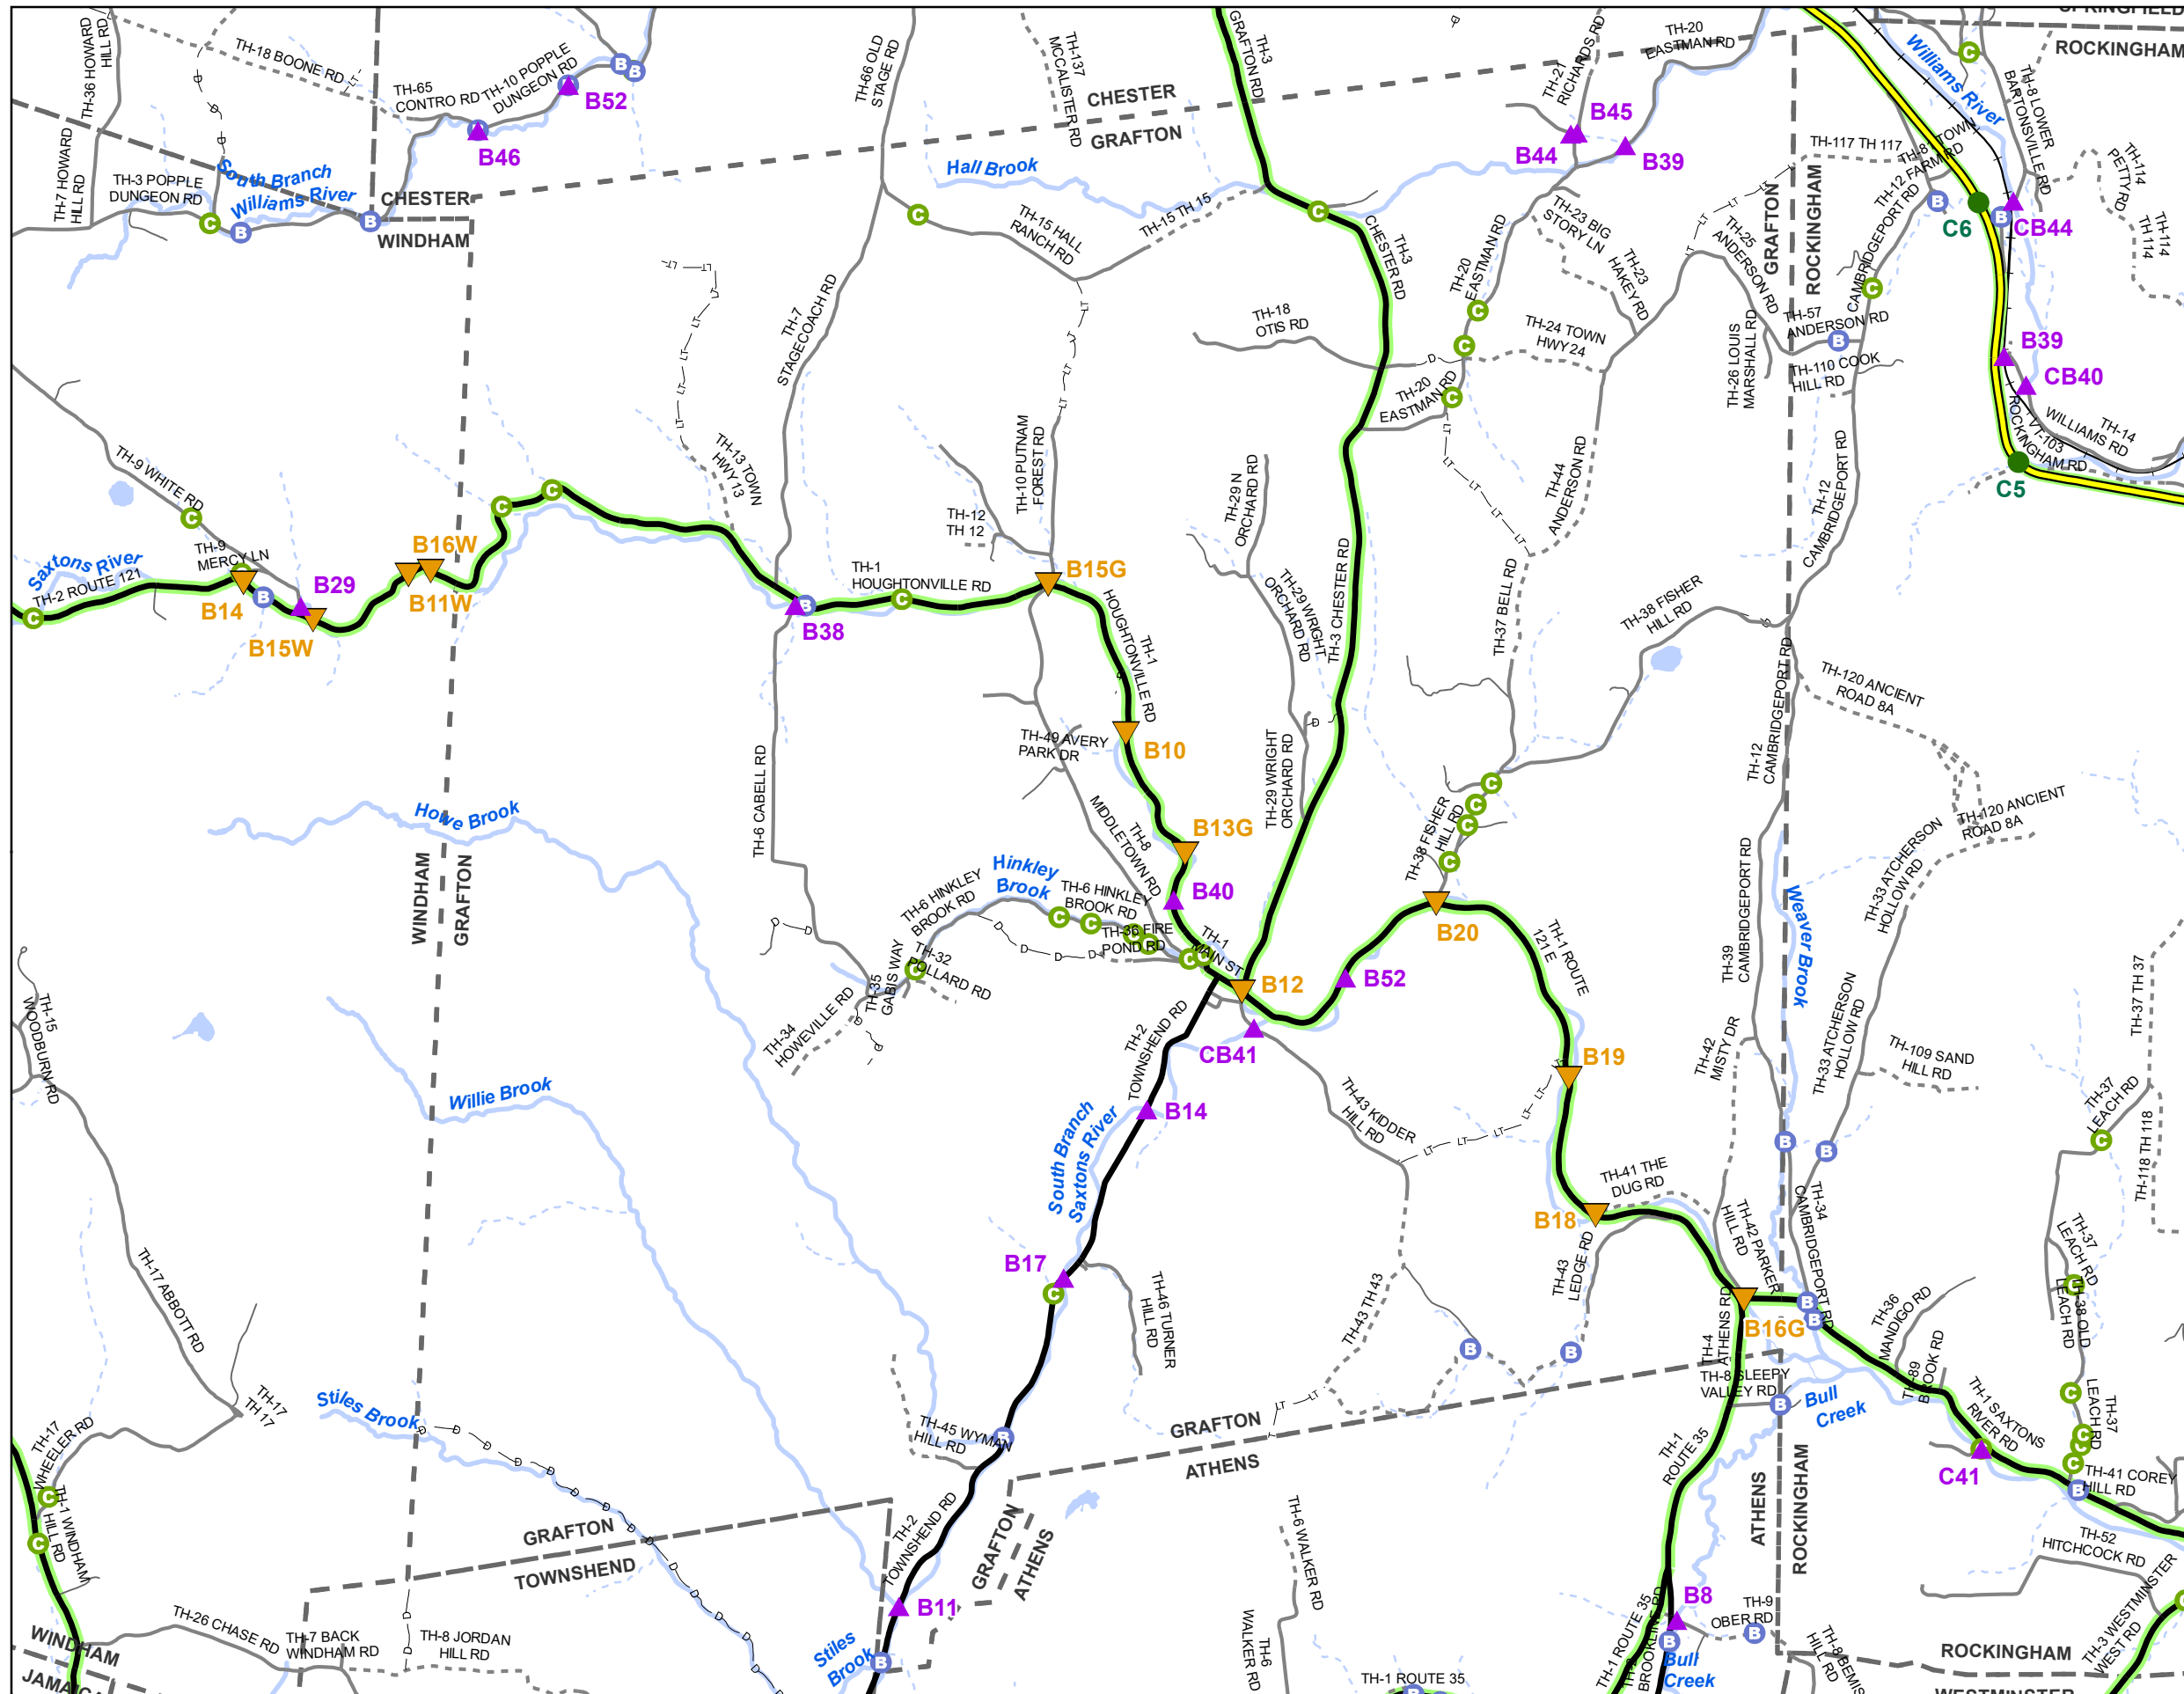 SPRINGFIELD
ROCKINGHAM
TH-36 HOWARD
HILL RD
TH-18 BOONE RD
TH-65
CONTRO RD
TH-10 POPPLE
DUNGEON RD
B52
B46
TH-66 OLD
STAGE RD
TH-137
MCCALISTER RD
CHESTER
GRAFTON
TH-3
GRAFTON RD
TH-21
RICHARDS RD
TH-20
EASTMAN RD
B45
B44
B39
Williams River
TH-8 LOWER
BARTONSVILLE RD
TH-117 TH 117
TH-81 TOWN
FARM RD
TH-12
CAMBRIDGEPORT RD
TH-114
PETTY RD
TH-114
TH 114
C6
CB44
TH-7 HOWARD
HILL RD
TH-3 POPPLE
DUNGEON RD
South Branch
Williams River
CHESTER
WINDHAM
Hall Brook
TH-15 HALL
RANCH RD
TH-15 TH 15
TH-3
CHESTER RD
TH-20
EASTMAN RD
TH-23 BIG
STORY LN
TH-23
HAKEY RD
TH-25
ANDERSON RD
GRAFTON
ROCKINGHAM
TH-57
ANDERSON RD
TH-110 COOK
HILL RD
TH-26 LOUIS
MARSHALL RD
B39
CB40
VT-103
ROCKINGHAM RD
TH-14
WILLIAMS RD
C5
TH-7
STAGECOACH RD
TH-18
OTIS RD
TH-24 TOWN
HWY 24
TH-20
EASTMAN RD
TH-44
ANDERSON RD
TH-12
CAMBRIDGEPORT RD
TH-9 WHITE RD
TH-13 TOWN
HWY 13
TH-10 PUTNAM
FOREST RD
TH-12
TH 12
TH-29 N
ORCHARD RD
TH-29 WRIGHT
ORCHARD RD
TH-3 CHESTER RD
TH-37 BELL RD
TH-38 FISHER
HILL RD
Saxtons River
TH-2 ROUTE 121
TH-9
MERCY LN
B14
B29
B15W
B16W
B11W
B38
TH-1
HOUGHTONVILLE RD
B15G
TH-1
HOUGHTONVILLE RD
TH-120 ANCIENT
ROAD 8A
TH-12
CAMBRIDGEPORT RD
TH-6 CABELL RD
TH-49 AVERY
PARK DR
B10
TH-29 WRIGHT
ORCHARD RD
Howe Brook
WINDHAM
GRAFTON
TH-8
MIDDLETOWN RD
B13G
B40
TH-38 FISHER
HILL RD
B20
TH-120 ANCIENT
ROAD 8A
TH-33 ATCHERSON
HOLLOW RD
TH-39
CAMBRIDGEPORT RD
Weaver Brook
Hinkley
Brook
TH-6 HINKLEY
BROOK RD
TH-6 HINKLEY
BROOK RD
TH-36 FIRE
POND RD
TH-1
MAIN ST
B12
B52
TH-1 ROUTE
121 E
TH-32
POLLARD RD
TH-35
GABIS WAY
TH-34
HOWEVILLE RD
TH-15
WOODBURN RD
TH-2
TOWNSHEND RD
CB41
B19
TH-42
MISTY DR
TH-33 ATCHERSON
HOLLOW RD
TH-109 SAND
HILL RD
TH-37 TH 37
TH-37
LEACH RD
TH-118 TH 118
Willie Brook
B14
South Branch
Saxtons River
TH-43 KIDDER
HILL RD
TH-41 THE
DUG RD
B18
TH-43
LEDGE RD
TH-42 PARKER
HILL RD
TH-34
CAMBRIDGEPORT RD
TH-37
LEACH RD
TH-38 OLD
LEACH RD
TH-17 ABBOTT RD
B17
TH-46 TURNER
HILL RD
TH-43 TH 43
TH-4
ATHENS RD
B16G
TH-36
MANDIGO RD
TH-89
BROOK RD
TH-8 SLEEPY
VALLEY RD
Bull
Creek
TH-1 SAXTONS
RIVER RD
TH-37
LEACH RD
C41
TH-41 COREY
HILL RD
TH-17
TH 17
TH-17
WHEELER RD
Stiles Brook
TH-45 WYMAN
HILL RD
GRAFTON
ATHENS
TH-1
ROUTE 35
ATHENS
ROCKINGHAM
TH-52
HITCHCOCK RD
TH-1 WINDHAM
HILL RD
GRAFTON
TOWNSHEND
TH-2
TOWNSHEND RD
GRAFTON
ATHENS
TH-6 WALKER RD
B11
B8
TH-9
OBER RD
TH-3 WESTMINSTER
WEST RD
WINDHAM
JAMAICA
TH-26 CHASE RD
TH-7 BACK
WINDHAM RD
TH-8 JORDAN
HILL RD
Stiles
Brook
TH-6
WALKER RD
TH-1 ROUTE 35
TH-1 ROUTE 35
TH-2
BROOKLINE RD
Bull
Creek
TH-8 BEMIS
HILL RD
ROCKINGHAM
WESTMINSTER